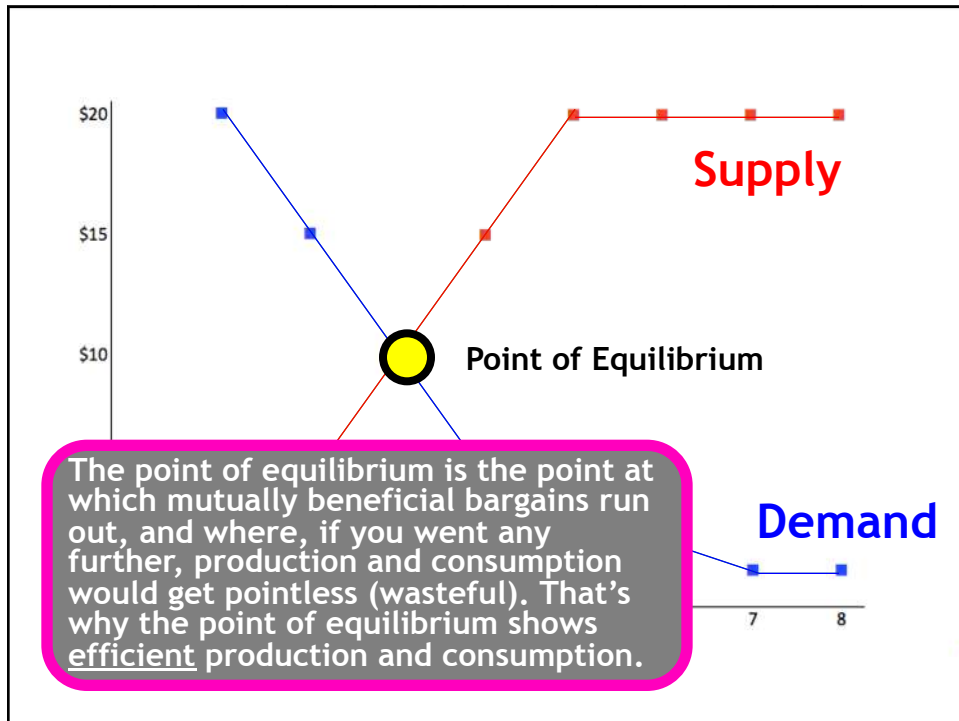 $20
Supply
$15
$10
Point of Equilibrium
The point of equilibrium is the point at
which mutually beneficial bargains run
out, and where, if you went any
further, production and consumption
would get pointless (wasteful). That’s
why the point of equilibrium shows
efficient production and consumption.
Demand
7 8